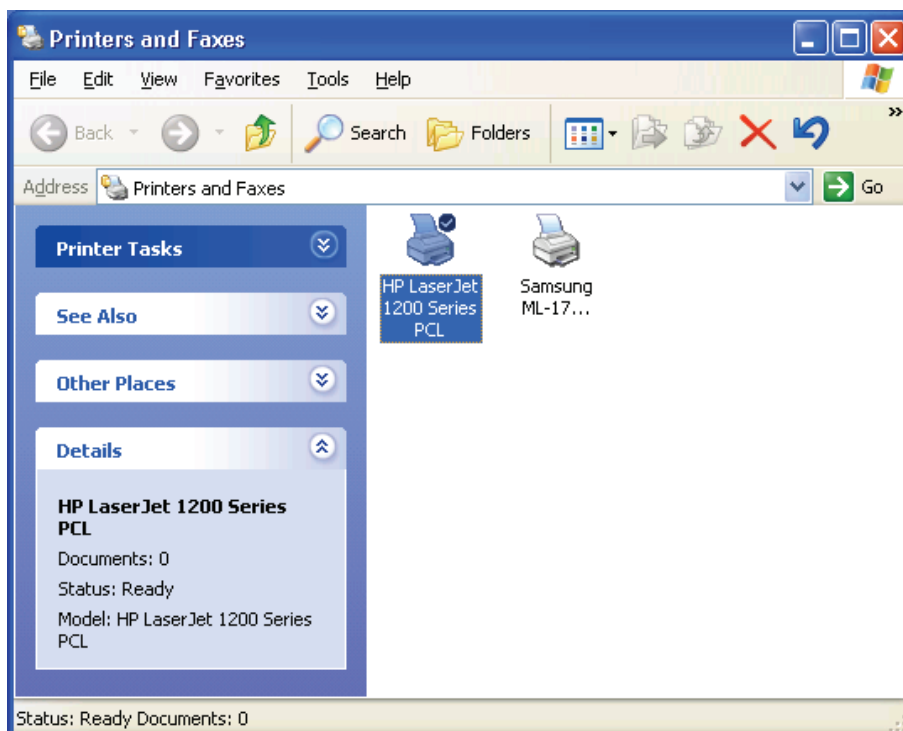 Printers and Faxes
File Edit View Favorites Tools Help
Back Search Folders »
Address Printers and Faxes Go
Printer Tasks
See Also
Other Places
Details
HP LaserJet 1200 Series
PCL
Documents: 0
Status: Ready
Model: HP LaserJet 1200 Series
PCL
HP LaserJet
1200 Series
PCL
Samsung
ML-17...
Status: Ready Documents: 0